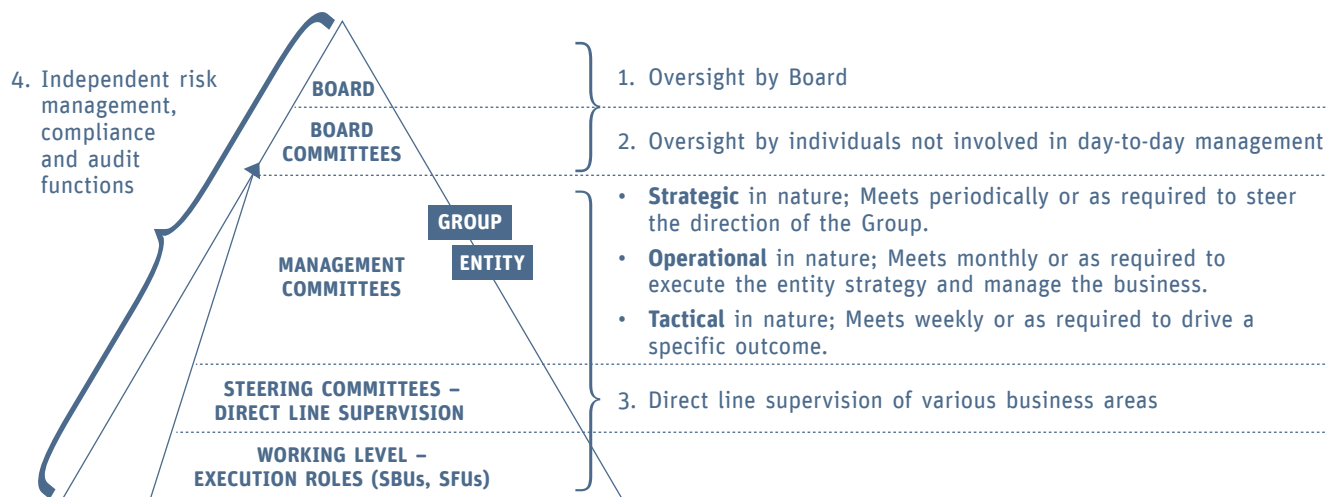 4. Independent risk
management,
compliance
and audit
functions
BOARD
BOARD
COMMITTEES
GROUP
ENTITY
MANAGEMENT
COMMITTEES
STEERING COMMITTEES –
DIRECT LINE SUPERVISION
WORKING LEVEL –
EXECUTION ROLES (SBUs, SFUs)
1. Oversight by Board
2. Oversight by individuals not involved in day-to-day management
• Strategic in nature; Meets periodically or as required to steer
the direction of the Group.
• Operational in nature; Meets monthly or as required to
execute the entity strategy and manage the business.
• Tactical in nature; Meets weekly or as required to drive a
specific outcome.
3. Direct line supervision of various business areas